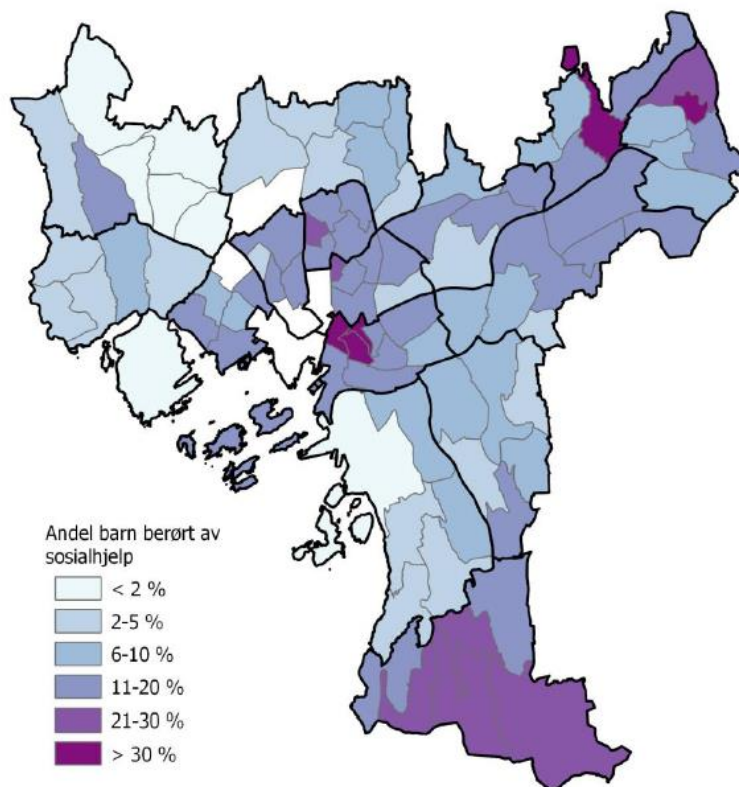 Andel barn berørt av
sosialhjelp
< 2 %
2-5 %
6-10 %
11-20 %
21-30 %
> 30 %